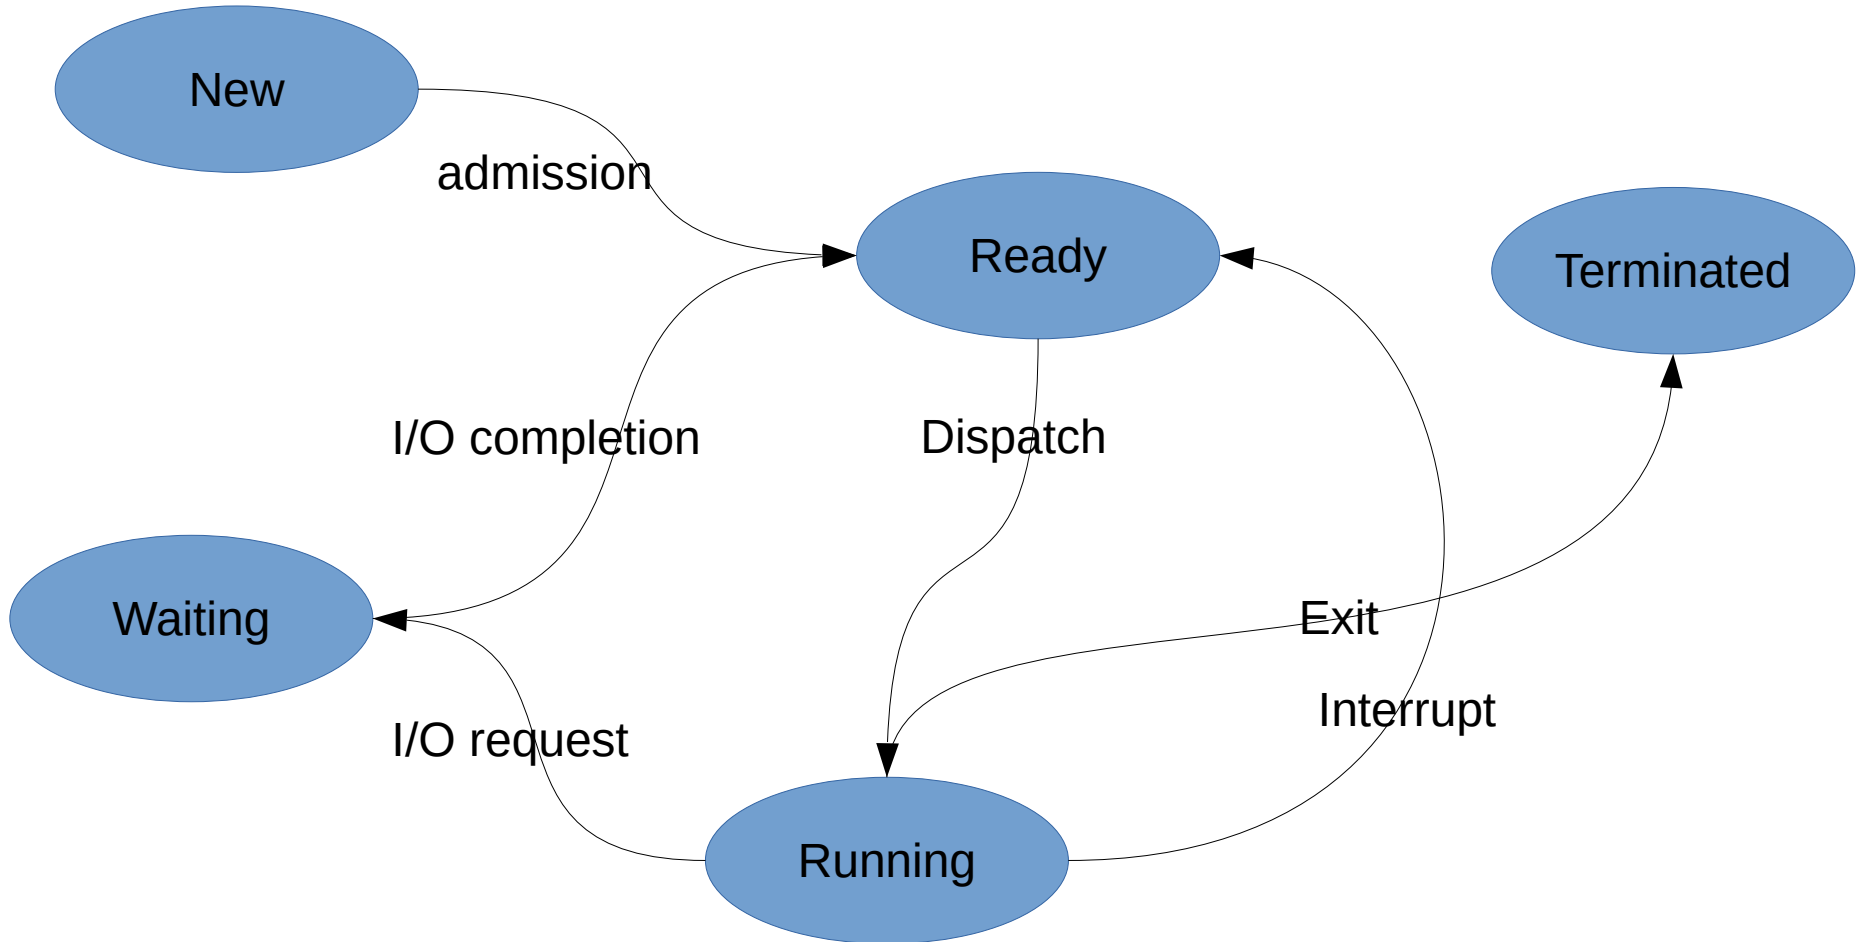 New
admission
Ready
Terminated
I/O completion
Dispatch
Waiting
Exit
Interrupt
I/O request
Running